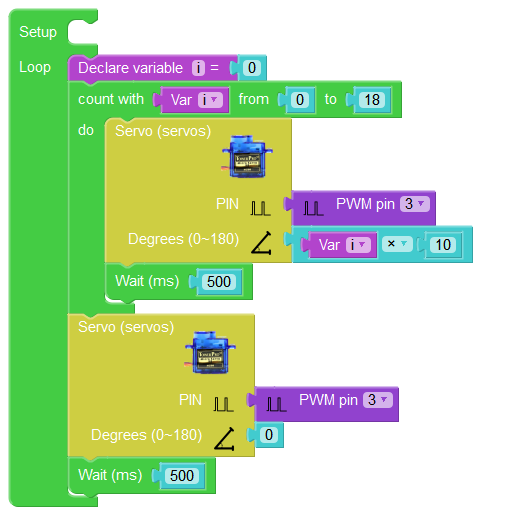 Setup
Loop Declare variable i = 0
count with Var i from 0 to 18
do Servo (servos)
PIN PWM pin 3
Degrees (0~180) Var i × 10
Wait (ms) 500
Servo (servos)
PIN PWM pin 3
Degrees (0~180) 0
Wait (ms) 500